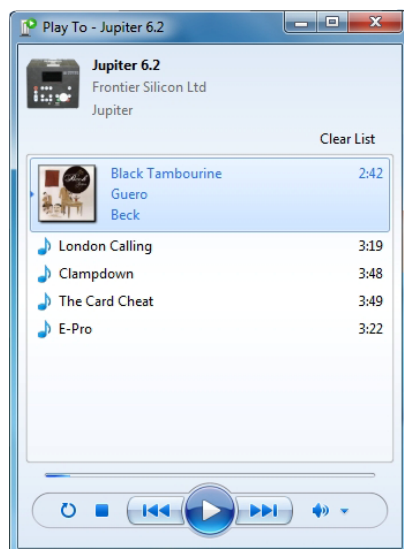 Play To - Jupiter 6.2
Jupiter 6.2
Frontier Silicon Ltd
Jupiter
Clear List
Black Tambourine 2:42
Guero
Beck
London Calling 3:19
Clampdown 3:48
The Card Cheat 3:49
E-Pro 3:22